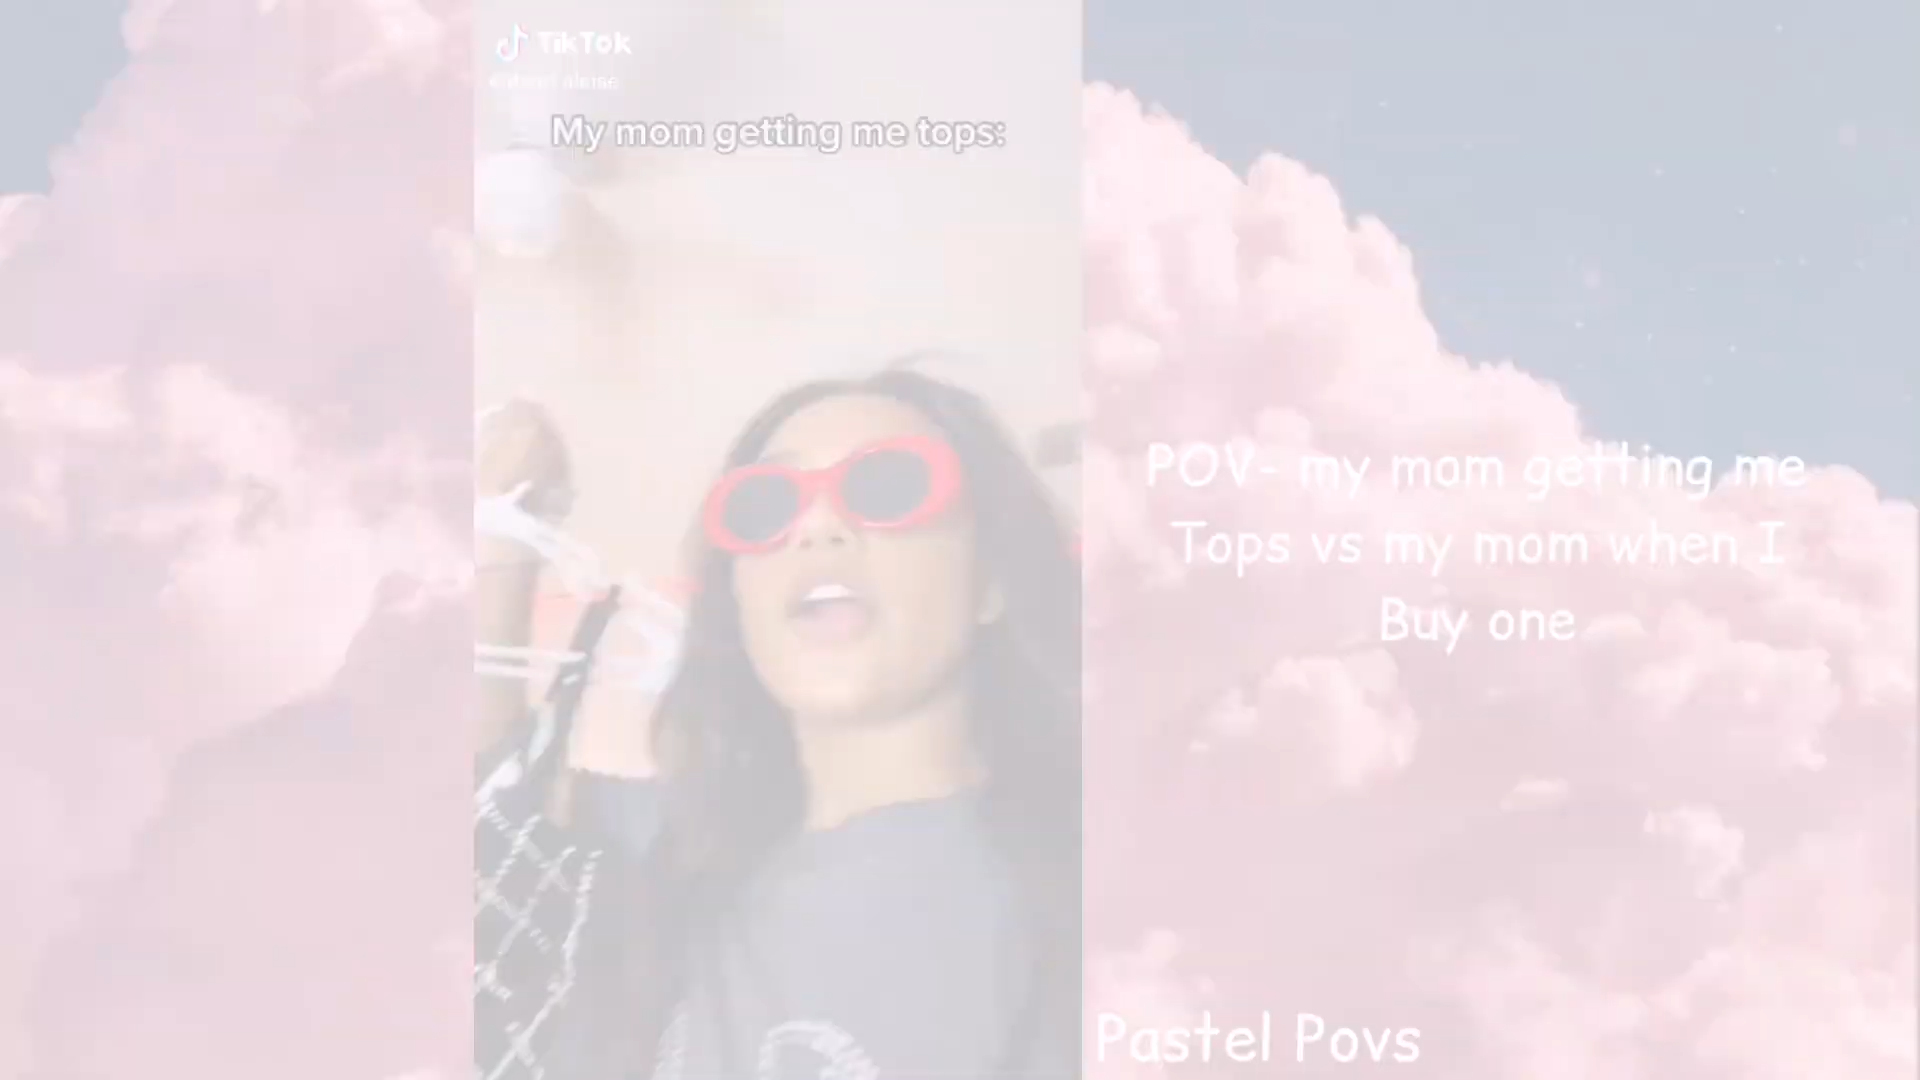 TikTok
My mom getting me tops:
POV- my mom getting me
Tops vs my mom when I
Buy one
Pastel Povs